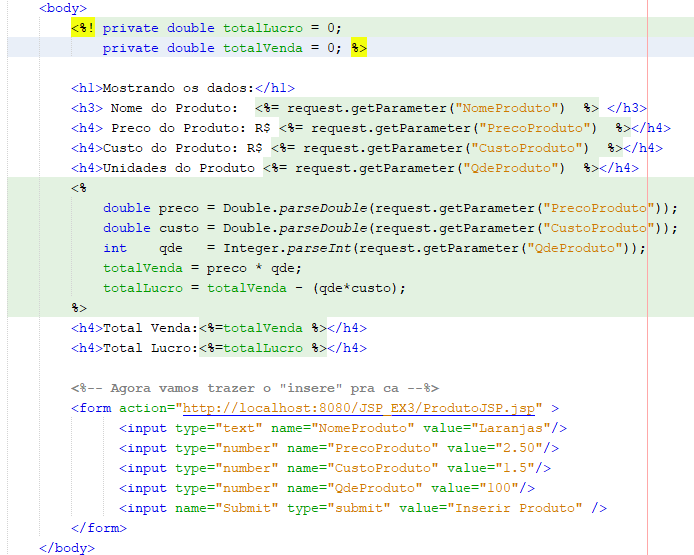 <body>
<%! private double totalLucro = 0;
private double totalVenda = 0; %>
<h1>Mostrando os dados:</h1>
<h3> Nome do Produto:  <%= request.getParameter("NomeProduto")  %> </h3>
<h4> Preco do Produto: R$ <%= request.getParameter("PrecoProduto")  %></h4>
<h4>Custo do Produto: R$ <%= request.getParameter("CustoProduto")  %></h4>
<h4>Unidades do Produto <%= request.getParameter("QdeProduto")  %></h4>
<%
double preco = Double.parseDouble(request.getParameter("PrecoProduto"));
double custo = Double.parseDouble(request.getParameter("CustoProduto"));
int    qde   = Integer.parseInt(request.getParameter("QdeProduto"));
totalVenda = preco * qde;
totalLucro = totalVenda - (qde*custo);
%>
<h4>Total Venda:<%=totalVenda %></h4>
<h4>Total Lucro:<%=totalLucro %></h4>
<%-- Agora vamos trazer o "insere" pra ca --%>
<form action="http://localhost:8080/JSP_EX3/ProdutoJSP.jsp" >
<input type="text" name="NomeProduto" value="Laranjas"/>
<input type="number" name="PrecoProduto" value="2.50"/>
<input type="number" name="CustoProduto" value="1.5"/>
<input type="number" name="QdeProduto" value="100"/>
<input name="Submit" type="submit" value="Inserir Produto" />
</form>
</body>